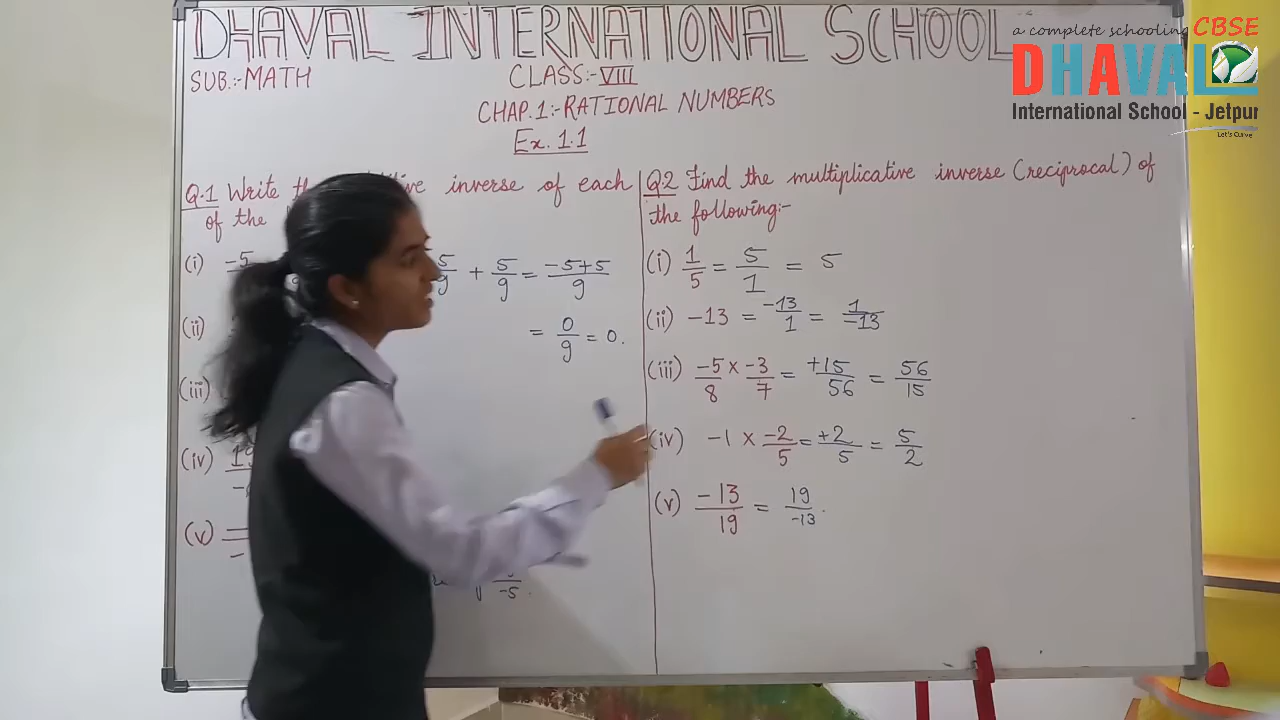 DHAVAL INTERNATIONAL SCHOOL
SUB.:-MATH
CLASS:-VIII
CHAP.1:-RATIONAL NUMBERS
Ex. 1.1
Q.1 Write inverse of each
of the
(i) -5 5/9 + 5/9 = -5+5/9
= 0/9 = 0.
(ii)
(iii)
(iv)
(v)
-5.
Q.2 Find the multiplicative inverse (reciprocal) of
the following:-
(i) 1/5 = 5/1 = 5
(ii) -13 = -13/1 = 1/-13
(iii) -5/8 x -3/7 = +15/56 = 56/15
(iv) -1 x -2/5 = +2/5 = 5/2
(v) -13/19 = 19/-13.
a complete schooling CBSE
DHAVAL
International School - Jetpur
Let's Curve